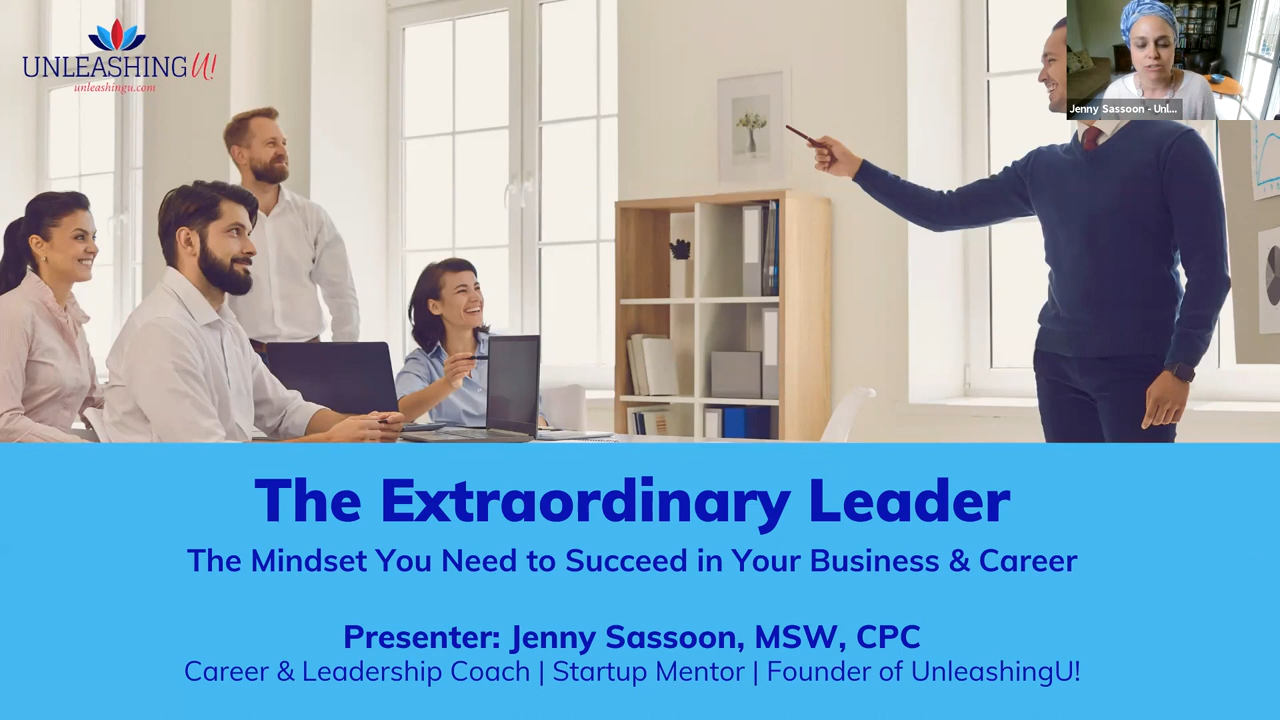 UNLEASHING U!
unleashingu.com
Jenny Sassoon - Unl...
The Extraordinary Leader
The Mindset You Need to Succeed in Your Business & Career
Presenter: Jenny Sassoon, MSW, CPC
Career & Leadership Coach | Startup Mentor | Founder of UnleashingU!